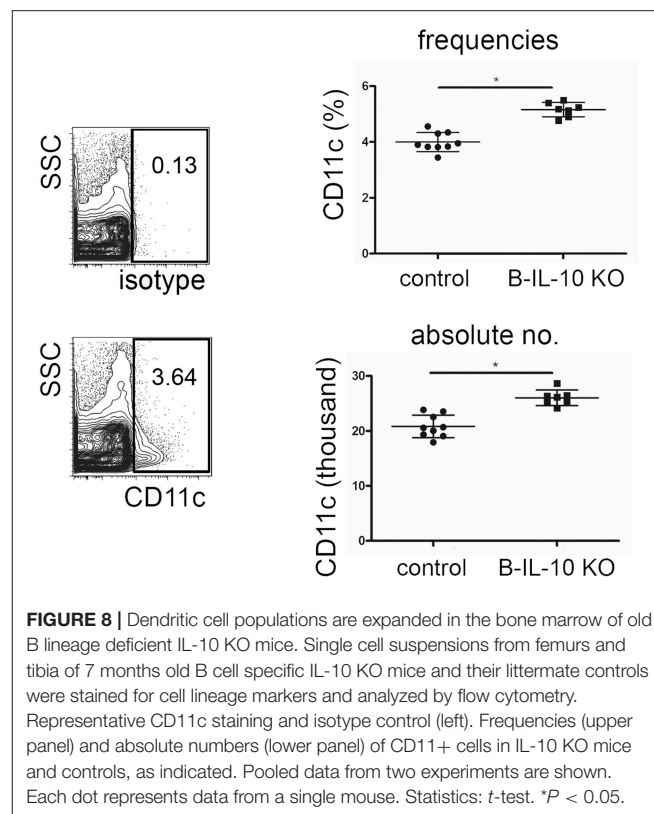 frequencies
SSC
0.13
isotype
CD11c (%)
6
4
2
0
*
control B-IL-10 KO
SSC
3.64
CD11c
absolute no.
CD11c (thousand)
30
20
10
0
*
control B-IL-10 KO
FIGURE 8 | Dendritic cell populations are expanded in the bone marrow of old
B lineage deficient IL-10 KO mice. Single cell suspensions from femurs and
tibia of 7 months old B cell specific IL-10 KO mice and their littermate controls
were stained for cell lineage markers and analyzed by flow cytometry.
Representative CD11c staining and isotype control (left). Frequencies (upper
panel) and absolute numbers (lower panel) of CD11+ cells in IL-10 KO mice
and controls, as indicated. Pooled data from two experiments are shown.
Each dot represents data from a single mouse. Statistics: t-test. *P < 0.05.